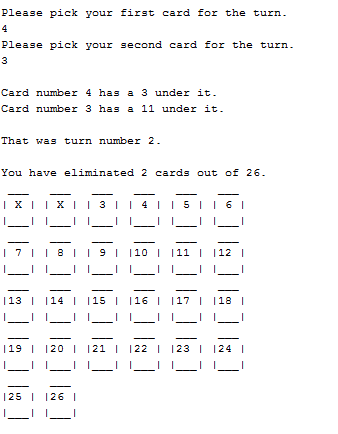 Please pick your first card for the turn.
4
Please pick your second card for the turn.
3
Card number 4 has a 3 under it.
Card number 3 has a 11 under it.
That was turn number 2.
You have eliminated 2 cards out of 26.
| X | | X | | 3 | | 4 | | 5 | | 6 |
| 7 | | 8 | | 9 | |10 | |11 | |12 |
|13 | |14 | |15 | |16 | |17 | |18 |
|19 | |20 | |21 | |22 | |23 | |24 |
|25 | |26 |